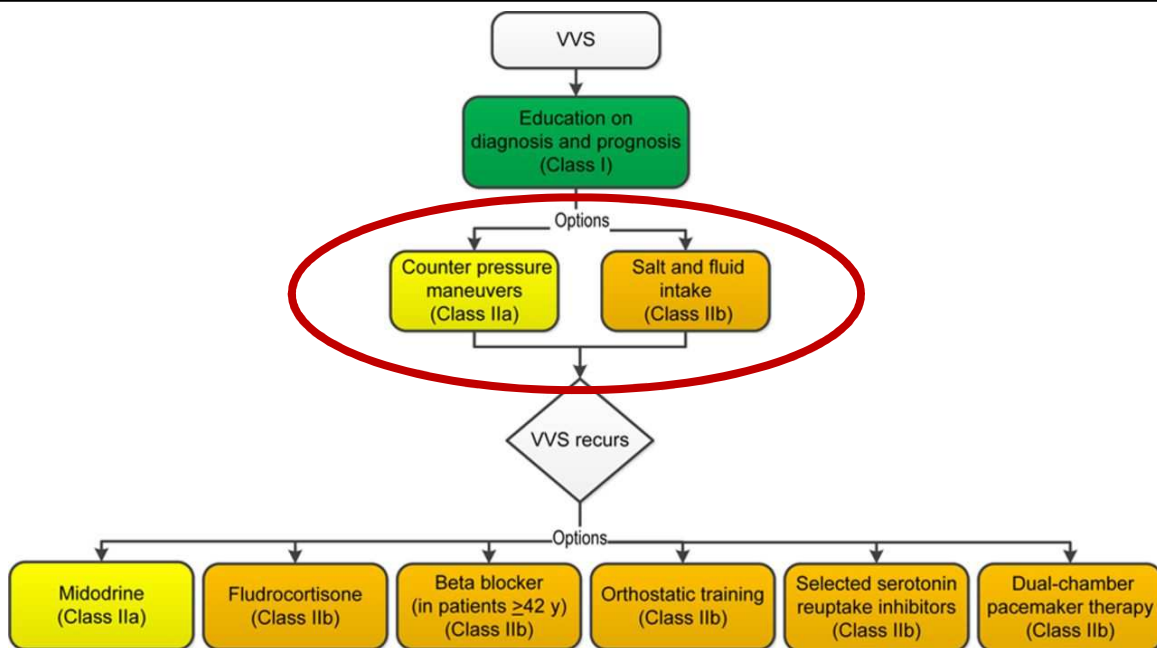 VVS
Education on
diagnosis and prognosis
(Class I)
Options
Counter pressure
maneuvers
(Class IIa)
Salt and fluid
intake
(Class IIb)
VVS recurs
Options
Midodrine
(Class IIa)
Fludrocortisone
(Class IIb)
Beta blocker
(in patients ≥42 y)
(Class IIb)
Orthostatic training
(Class IIb)
Selected serotonin
reuptake inhibitors
(Class IIb)
Dual-chamber
pacemaker therapy
(Class IIb)